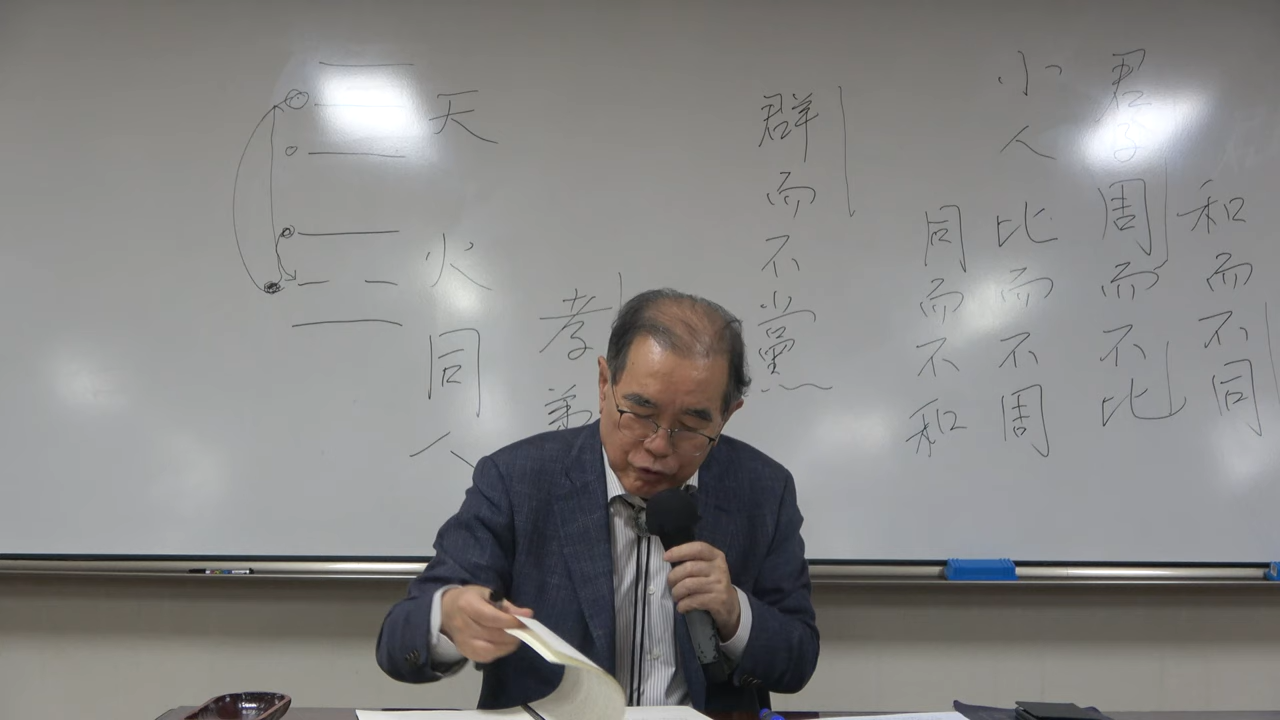 和而不同
君子周而不比
小人比而不周
同而不和
群而不黨
孝弟
天火同人